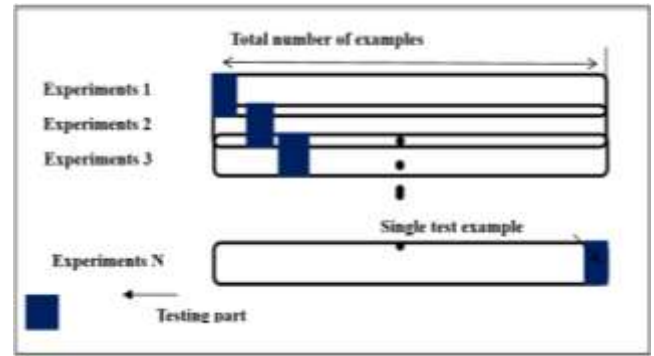 Total number of examples
Experiments 1
Experiments 2
Experiments 3
Single test example
Experiments N
Testing part